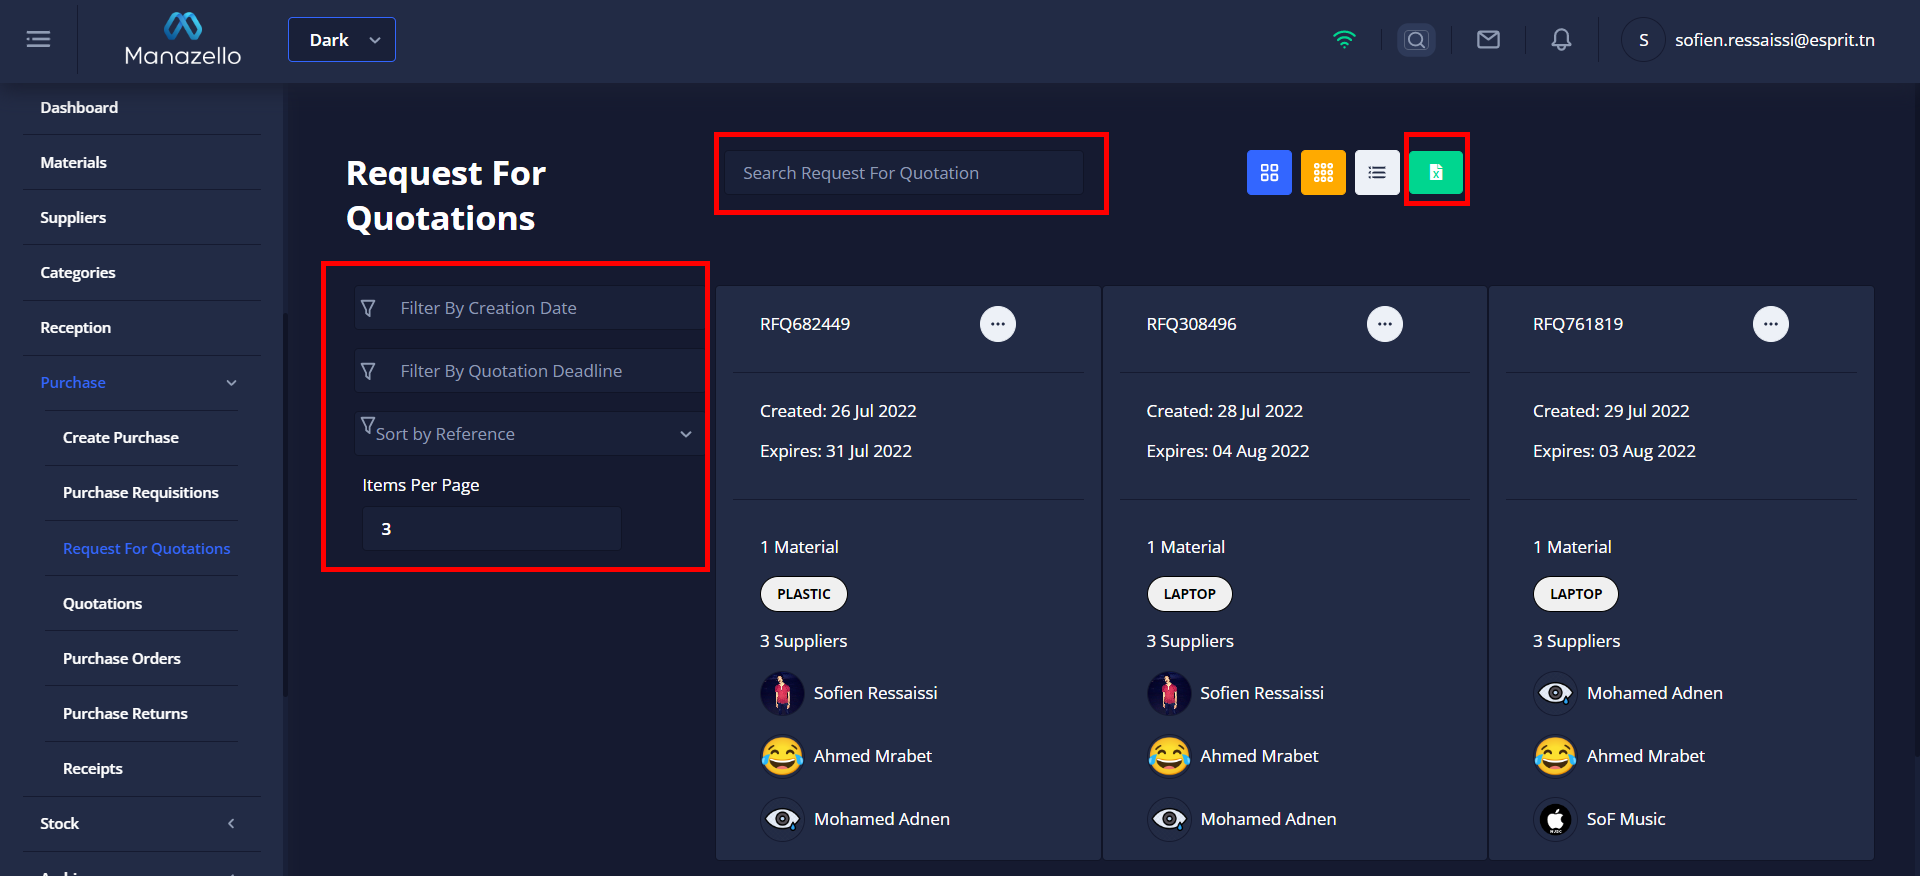 Manazello
Dark
S
sofien.ressaissi@esprit.tn
Dashboard
Materials
Suppliers
Categories
Reception
Purchase
Create Purchase
Purchase Requisitions
Request For Quotations
Quotations
Purchase Orders
Purchase Returns
Receipts
Stock
Request For
Quotations
Search Request For Quotation
Filter By Creation Date
Filter By Quotation Deadline
Sort by Reference
Items Per Page
3
RFQ682449
Created: 26 Jul 2022
Expires: 31 Jul 2022
1 Material
PLASTIC
3 Suppliers
Sofien Ressaissi
Ahmed Mrabet
Mohamed Adnen
RFQ308496
Created: 28 Jul 2022
Expires: 04 Aug 2022
1 Material
LAPTOP
3 Suppliers
Sofien Ressaissi
Ahmed Mrabet
Mohamed Adnen
RFQ761819
Created: 29 Jul 2022
Expires: 03 Aug 2022
1 Material
LAPTOP
3 Suppliers
Mohamed Adnen
Ahmed Mrabet
SoF Music